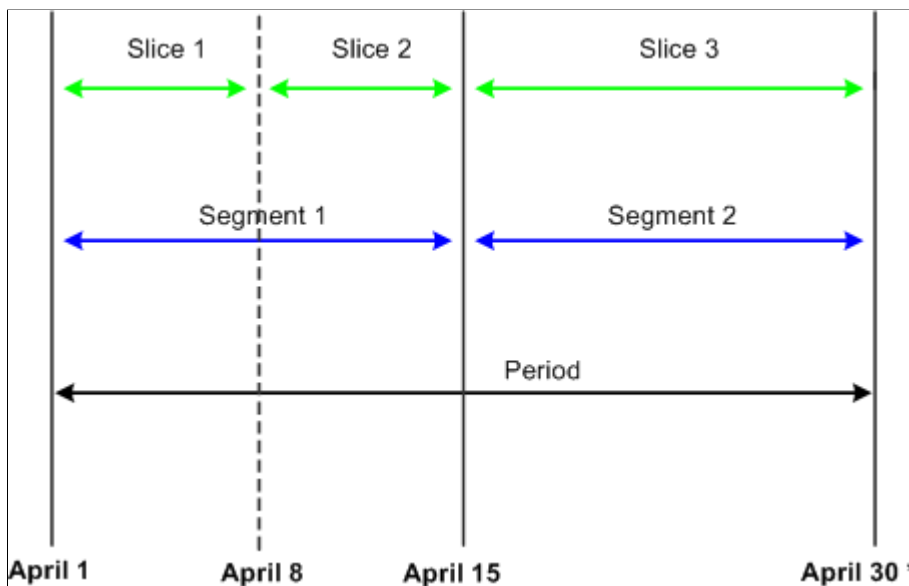 Slice 1
Slice 2
Slice 3
Segment 1
Segment 2
Period
April 1
April 8
April 15
April 30 *